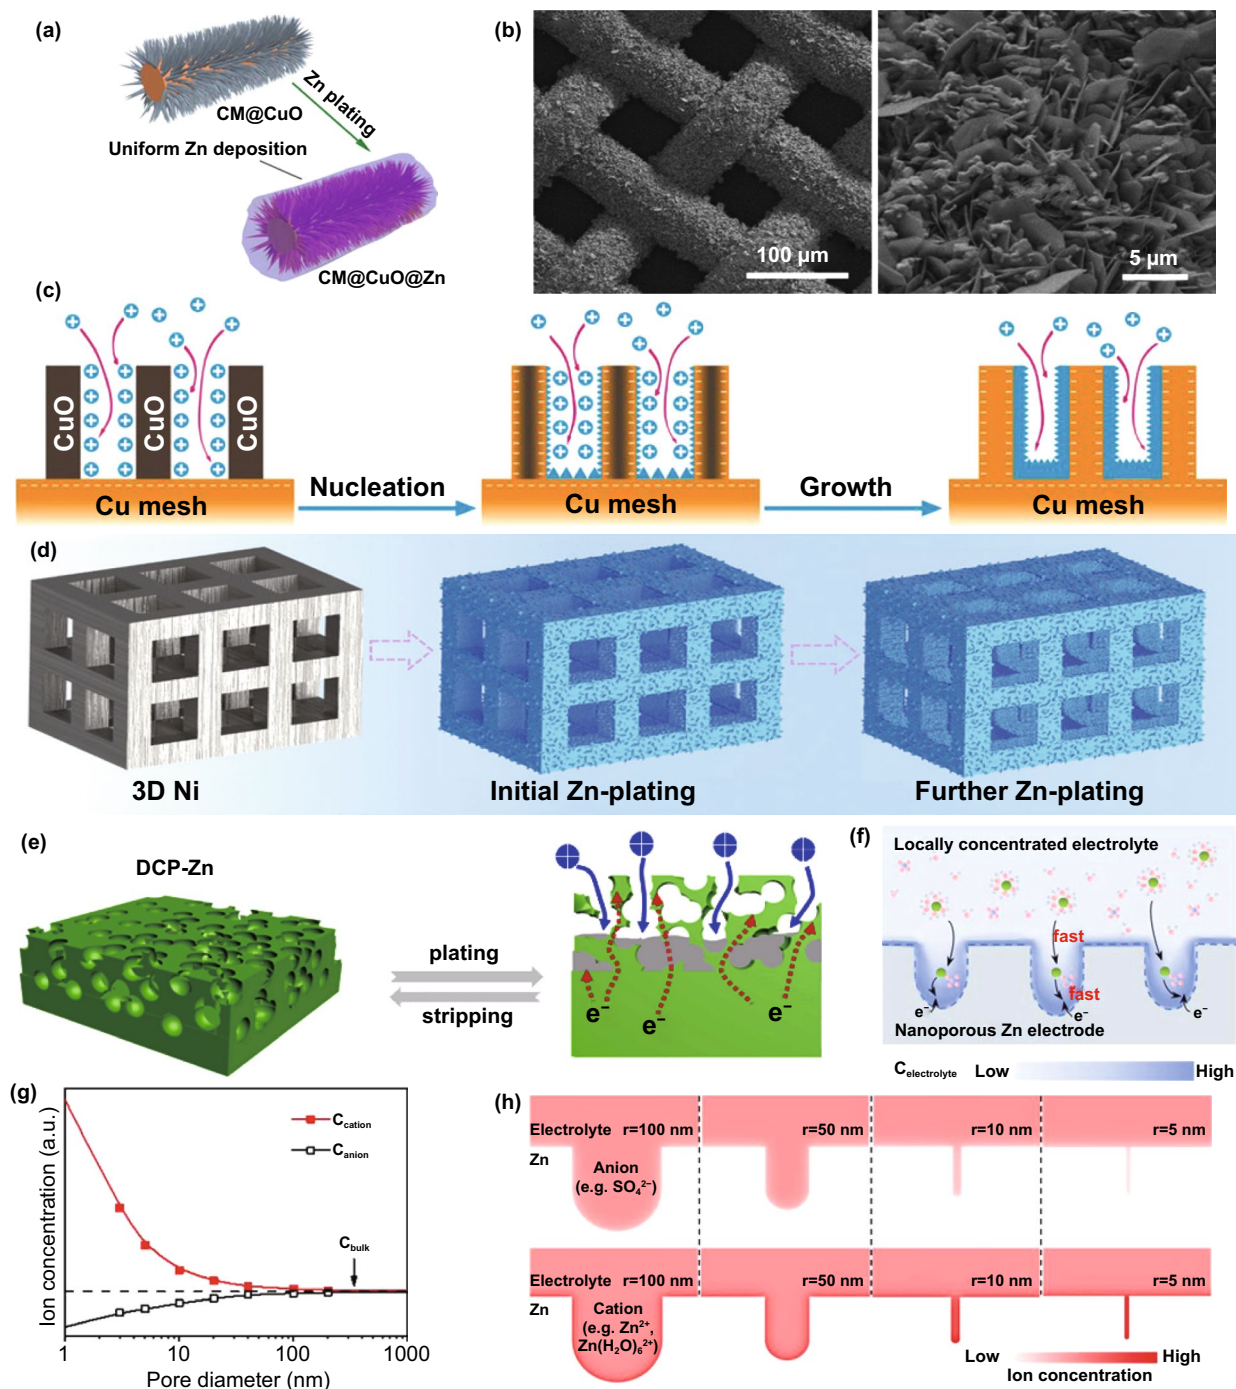 (a)
CM@CuO
Zn plating
Uniform Zn deposition
CM@CuO@Zn
(b)
100 µm
5 µm
(c)
CuO
CuO
CuO
Cu mesh
Nucleation
Cu mesh
Growth
Cu mesh
(d)
3D Ni
Initial Zn-plating
Further Zn-plating
(e)
DCP-Zn
plating
stripping
e⁻
e⁻
e⁻
(f)
Locally concentrated electrolyte
fast
fast
e⁻
e⁻
e⁻
Nanoporous Zn electrode
C_electrolyte Low High
(g)
Ion concentration (a.u.)
C_cation
C_anion
C_bulk
1 10 100 1000
Pore diameter (nm)
(h)
Electrolyte r=100 nm r=50 nm r=10 nm r=5 nm
Zn
Anion
(e.g. SO₄²⁻)
Electrolyte r=100 nm r=50 nm r=10 nm r=5 nm
Zn
Cation
(e.g. Zn²⁺,
Zn(H₂O)₆²⁺)
Low High
Ion concentration